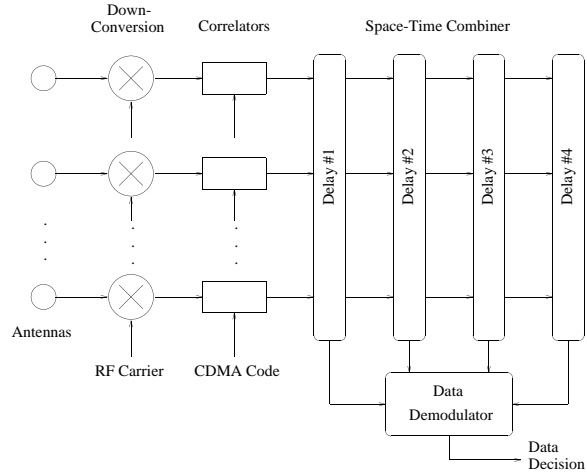 Down-
Conversion
Correlators
Space-Time Combiner
Delay #1
Delay #2
Delay #3
Delay #4
Antennas
RF Carrier
CDMA Code
Data
Demodulator
Data
Decision